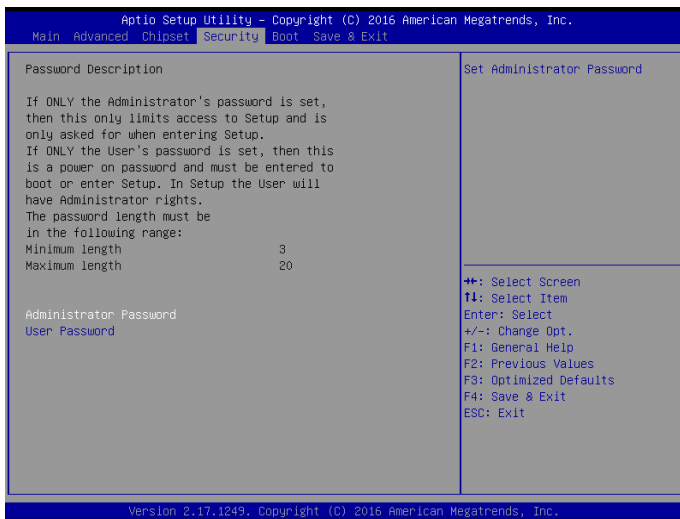 Aptio Setup Utility – Copyright (C) 2016 American Megatrends, Inc.
Main Advanced Chipset Security Boot Save & Exit
Password Description
If ONLY the Administrator's password is set,
then this only limits access to Setup and is
only asked for when entering Setup.
If ONLY the User's password is set, then this
is a power on password and must be entered to
boot or enter Setup. In Setup the User will
have Administrator rights.
The password length must be
in the following range:
Minimum length 3
Maximum length 20
Administrator Password
User Password
Set Administrator Password
→←: Select Screen
↑↓: Select Item
Enter: Select
+/-: Change Opt.
F1: General Help
F2: Previous Values
F3: Optimized Defaults
F4: Save & Exit
ESC: Exit
Version 2.17.1249. Copyright (C) 2016 American Megatrends, Inc.